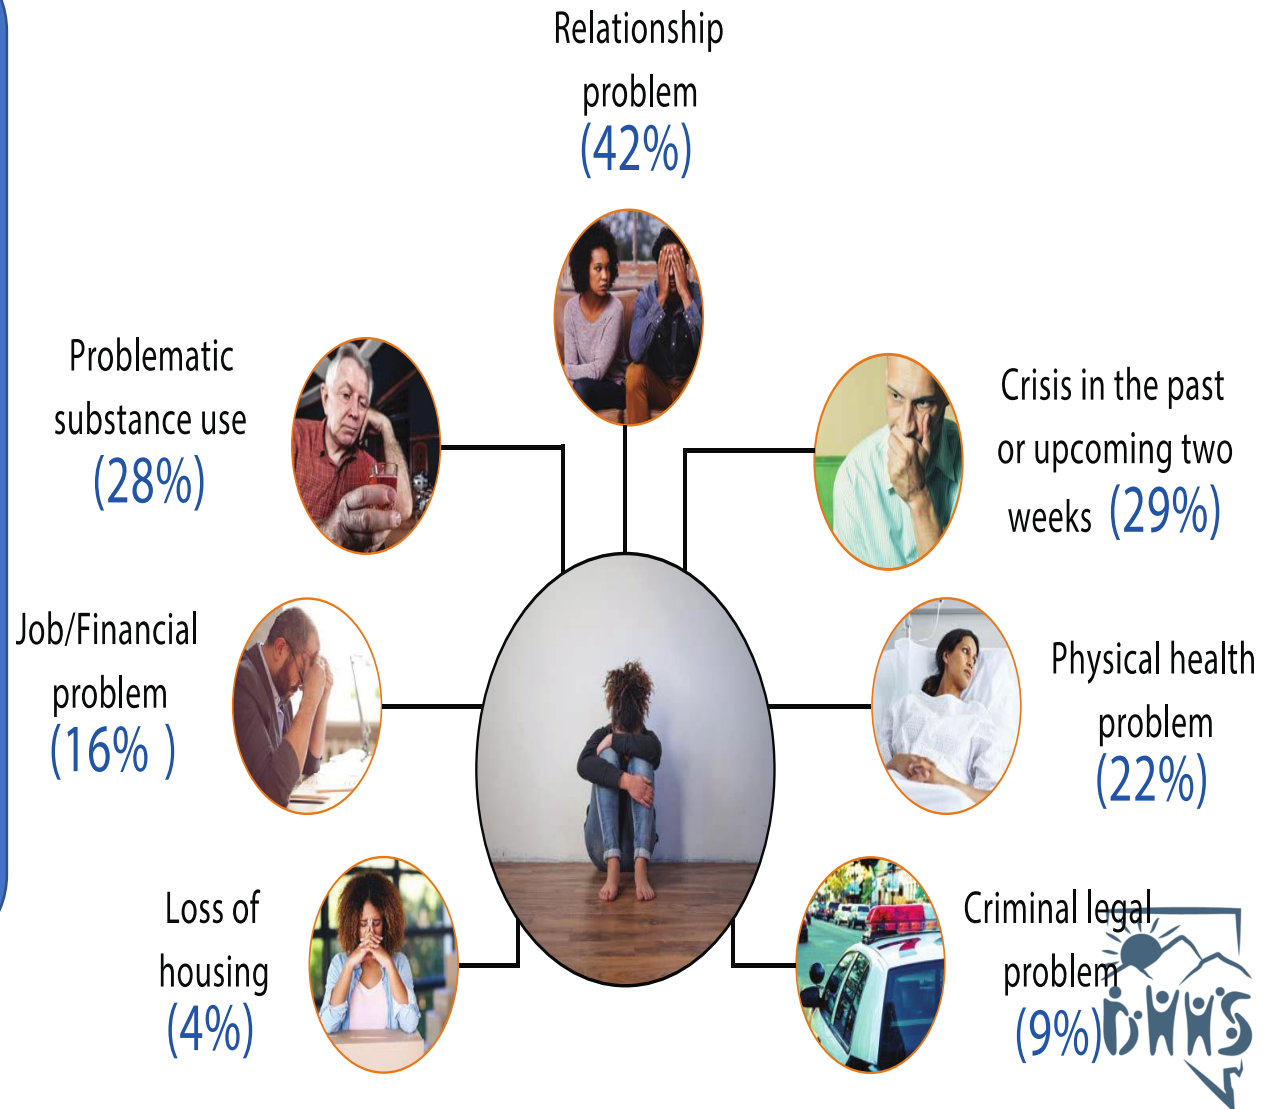 Relationship
problem
(42%)
Problematic
substance use
(28%)
Crisis in the past
or upcoming two
weeks (29%)
Job/Financial
problem
(16% )
Physical health
problem
(22%)
Loss of
housing
(4%)
Criminal legal
problem
(9%)
DHHS